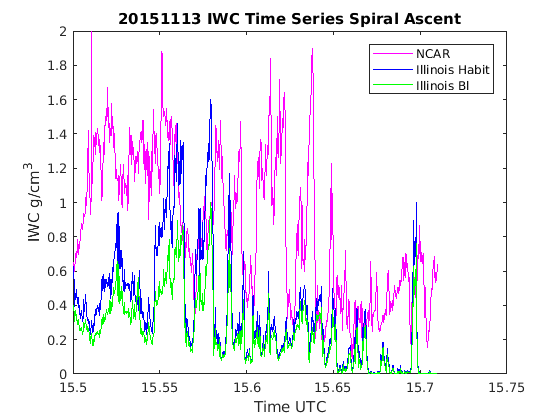 20151113 IWC Time Series Spiral Ascent
NCAR
Illinois Habit
Illinois BI
IWC g/cm³
2
1.8
1.6
1.4
1.2
1
0.8
0.6
0.4
0.2
0
15.5 15.55 15.6 15.65 15.7 15.75
Time UTC